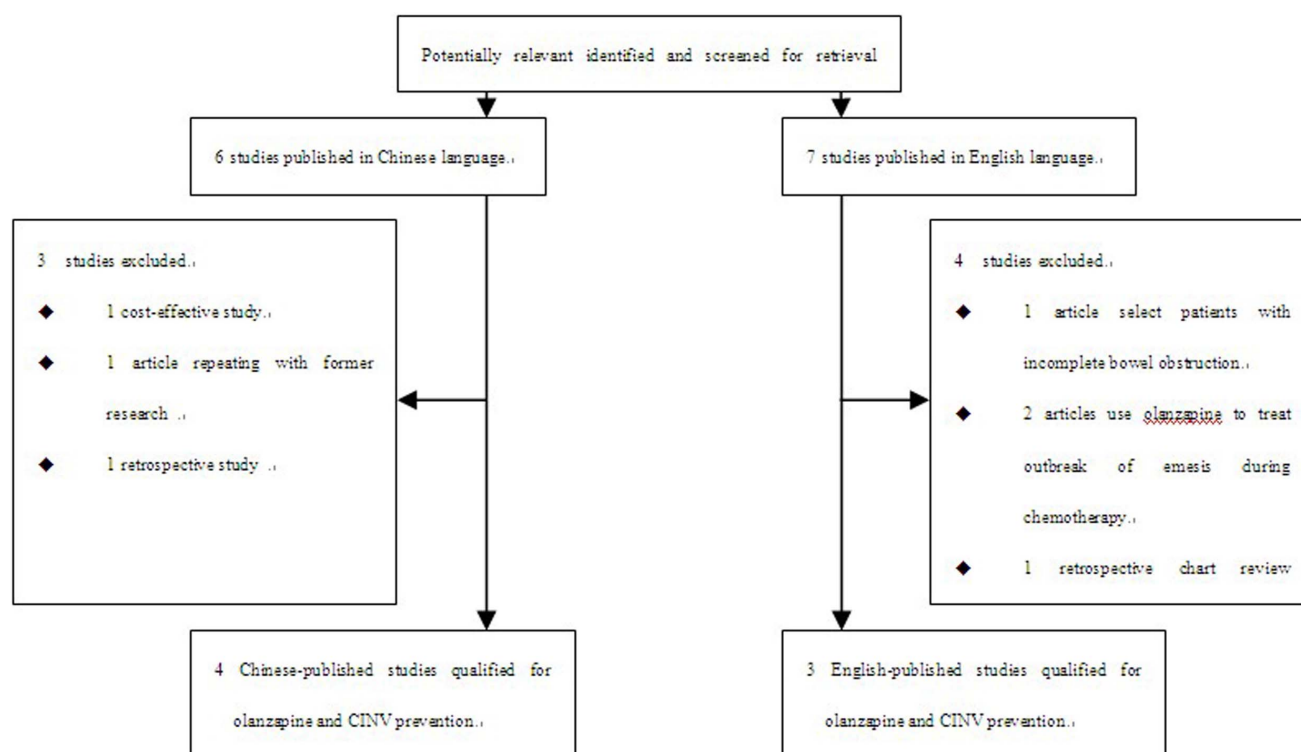 Potentially relevant identified and screened for retrieval
6 studies published in Chinese language.
7 studies published in English language.
3 studies excluded.
◆ 1 cost-effective study.
◆ 1 article repeating with former
research .
◆ 1 retrospective study .
4 studies excluded.
◆ 1 article select patients with
incomplete bowel obstruction.
◆ 2 articles use olanzapine to treat
outbreak of emesis during
chemotherapy.
◆ 1 retrospective chart review
4 Chinese-published studies qualified for
olanzapine and CINV prevention.
3 English-published studies qualified for
olanzapine and CINV prevention.